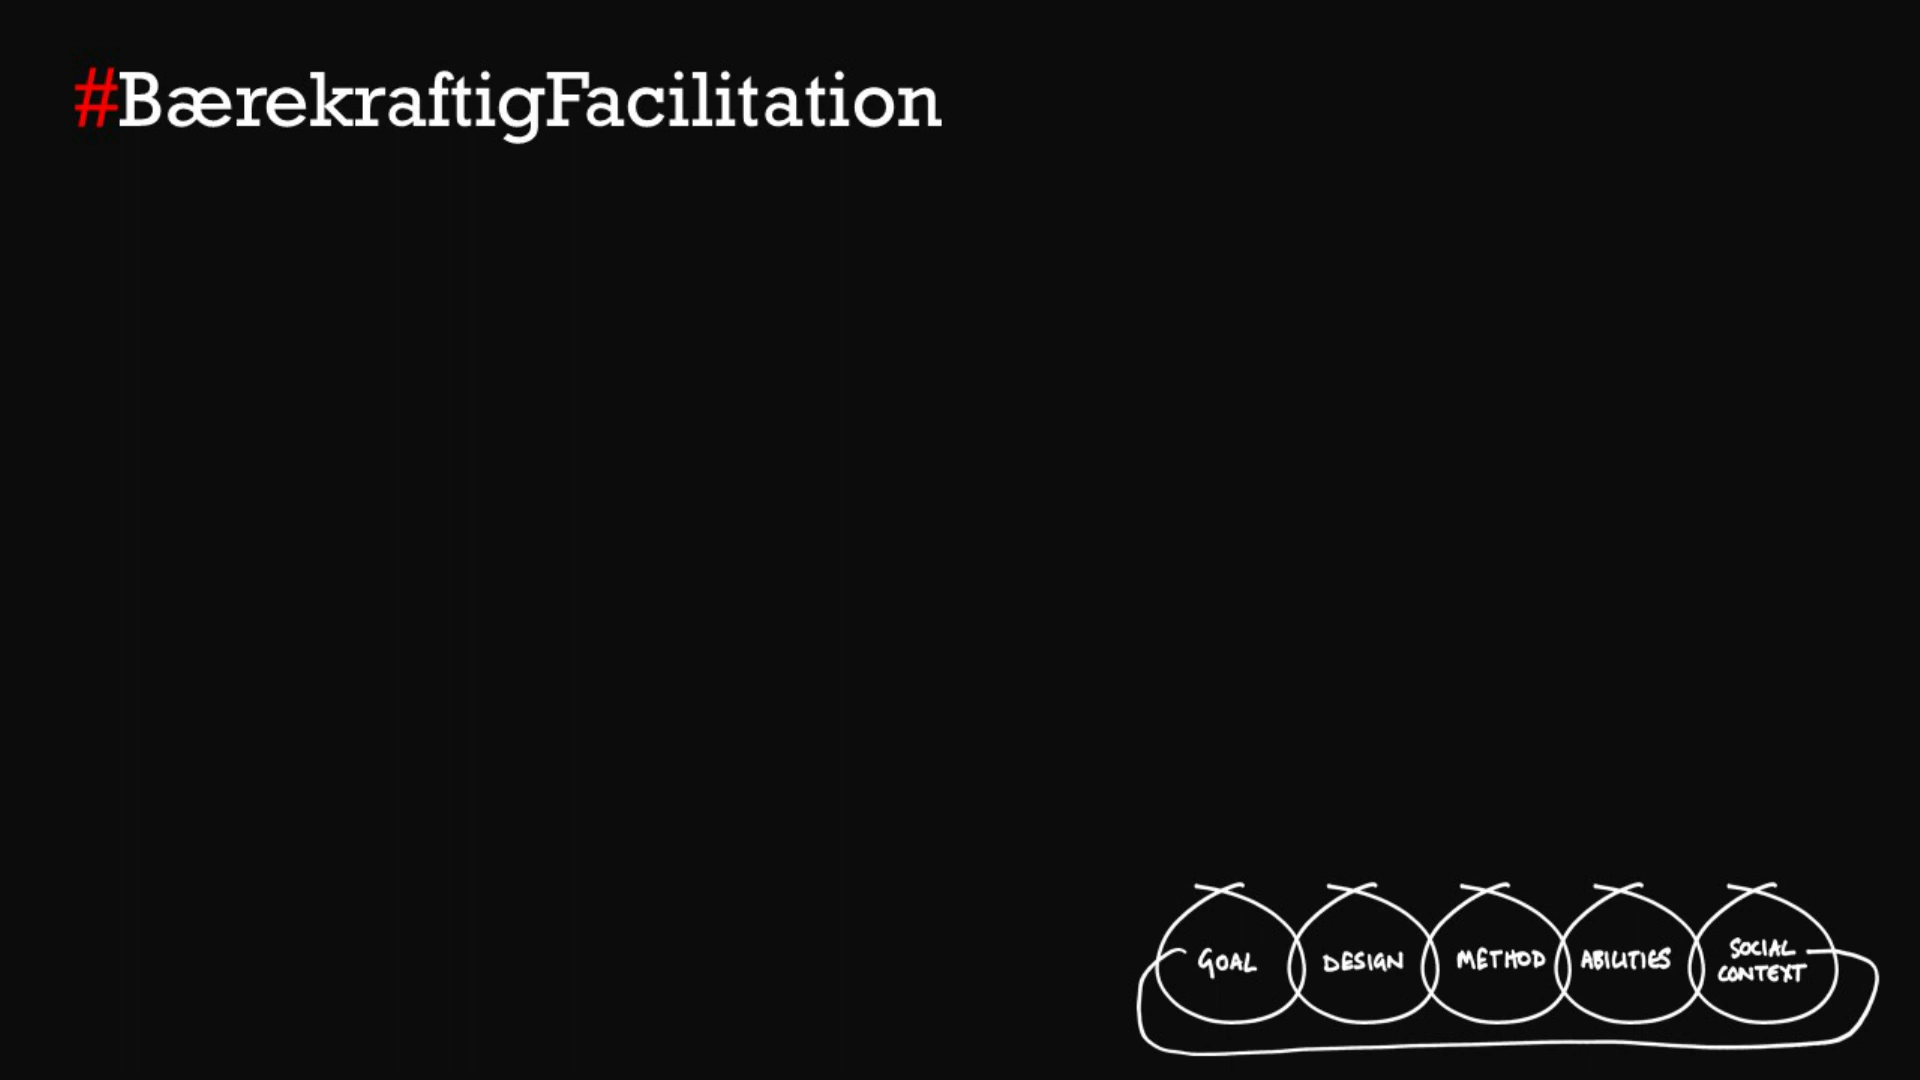 #BærekraftigFacilitation
GOAL
DESIGN
METHOD
ABILITIES
SOCIAL
CONTEXT